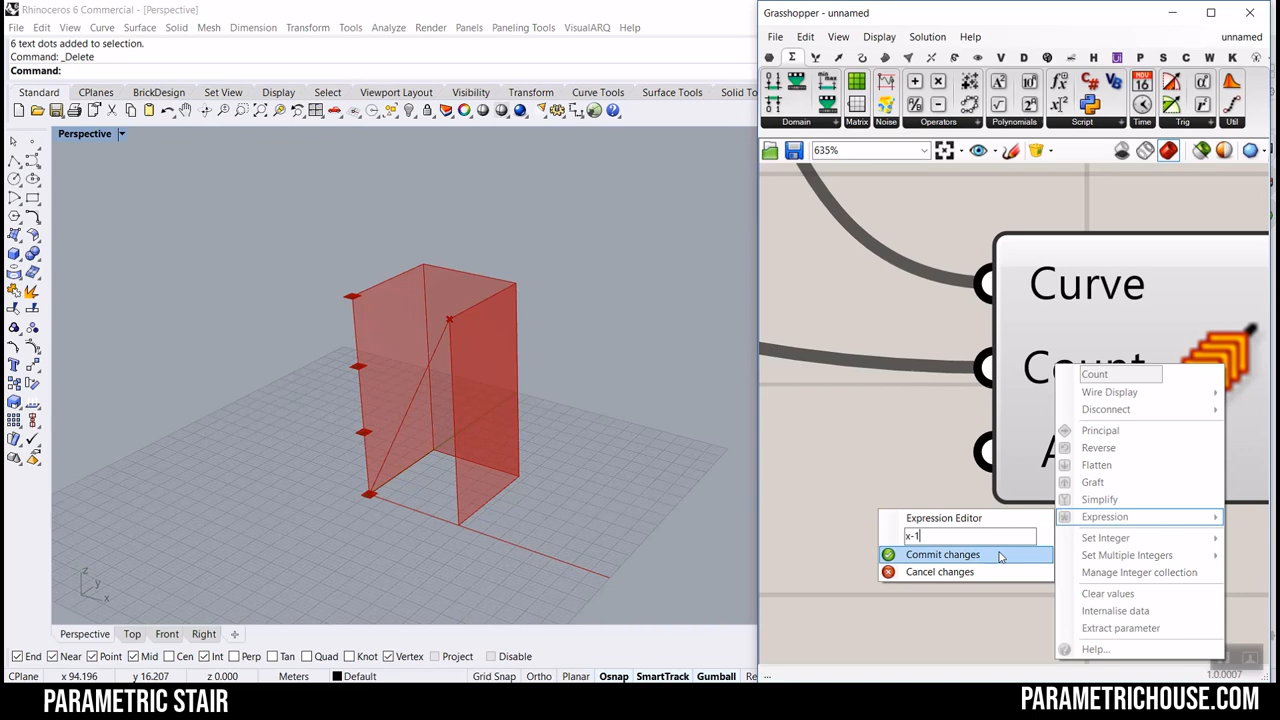 Rhinoceros 6 Commercial - [Perspective]
File Edit View Curve Surface Solid Mesh Dimension Transform Tools Analyze Render Panels Paneling Tools VisualARQ Help
6 text dots added to selection.
Command: _Delete
Command:
Standard CPlanes BrickDesign Set View Display Select Viewport Layout Visibility Transform Curve Tools Surface Tools Solid To
Perspective
z
y
x
Perspective Top Front Right
End Near Point Mid Cen Int Perp Tan Quad Knot Vertex Project Disable
CPlane x 94.196 y 16.207 z 0.000 Meters Default Grid Snap Ortho Planar Osnap SmartTrack Gumball
Grasshopper - unnamed
File Edit View Display Solution Help unnamed
Domain Matrix Noise Operators Polynomials Script Time Trig Util
635%
Curve
Count
Count
Wire Display
Disconnect
Principal
Reverse
Flatten
Graft
Simplify
Expression
Set Integer
Set Multiple Integers
Manage Integer collection
Clear values
Internalise data
Extract parameter
Help...
Expression Editor
x-1
Commit changes
Cancel changes
...
1.0.0007
PARAMETRIC STAIR
PARAMETRICHOUSE.COM